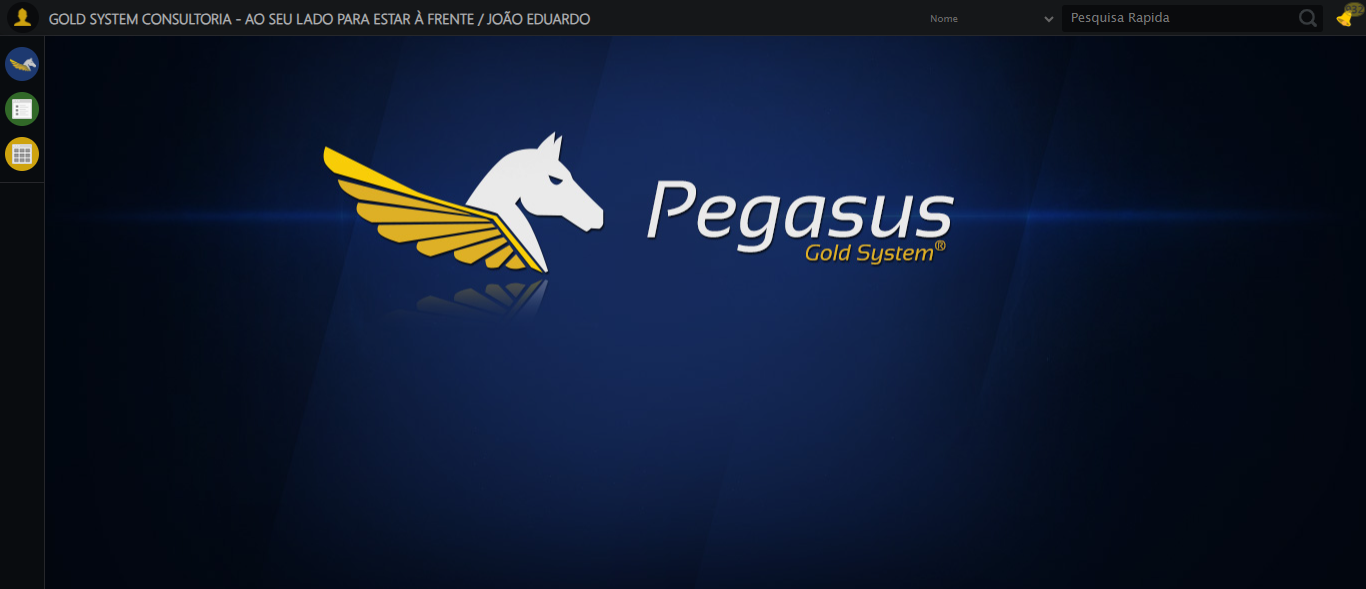 GOLD SYSTEM CONSULTORIA - AO SEU LADO PARA ESTAR À FRENTE / JOÃO EDUARDO
Nome
Pesquisa Rapida
Pegasus
Gold System®